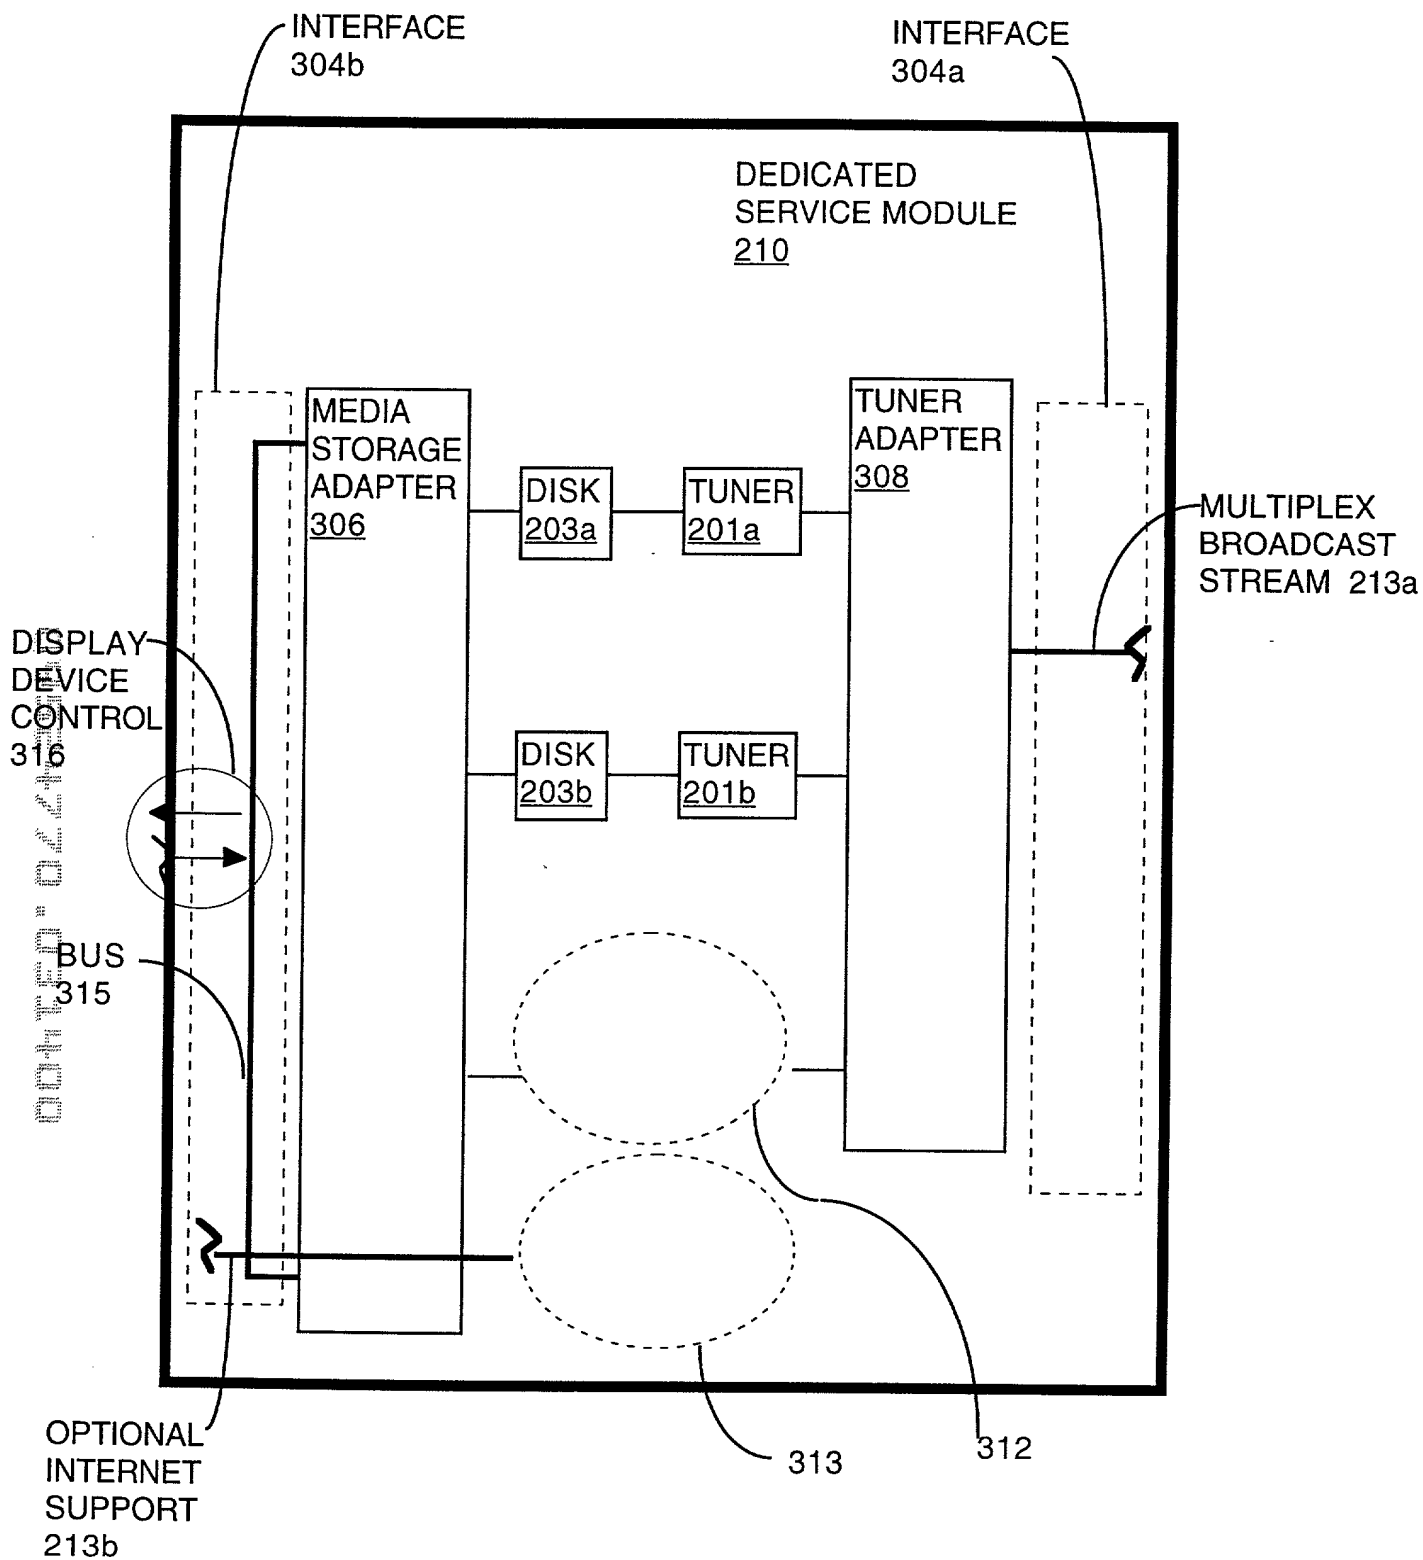 INTERFACE
304b
INTERFACE
304a
DEDICATED
SERVICE MODULE
210
MEDIA
STORAGE
ADAPTER
306
TUNER
ADAPTER
308
DISK
203a
TUNER
201a
MULTIPLEX
BROADCAST
STREAM 213a
DISPLAY
DEVICE
CONTROL
316
DISK
203b
TUNER
201b
BUS
315
OPTIONAL
INTERNET
SUPPORT
213b
313
312